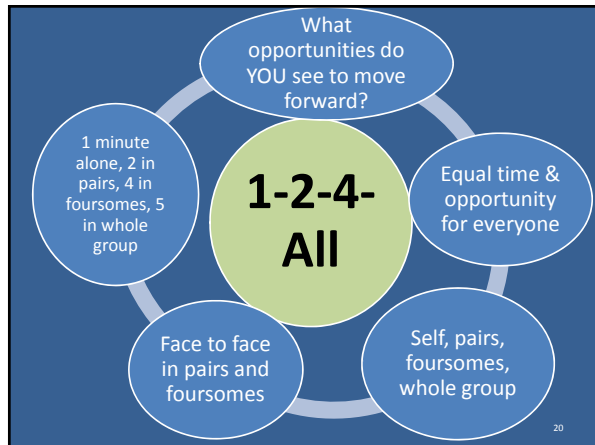 What
opportunities do
YOU see to move
forward?
Equal time &
opportunity
for everyone
Self, pairs,
foursomes,
whole group
Face to face
in pairs and
foursomes
1 minute
alone, 2 in
pairs, 4 in
foursomes, 5
in whole
group
1-2-4-
All
20